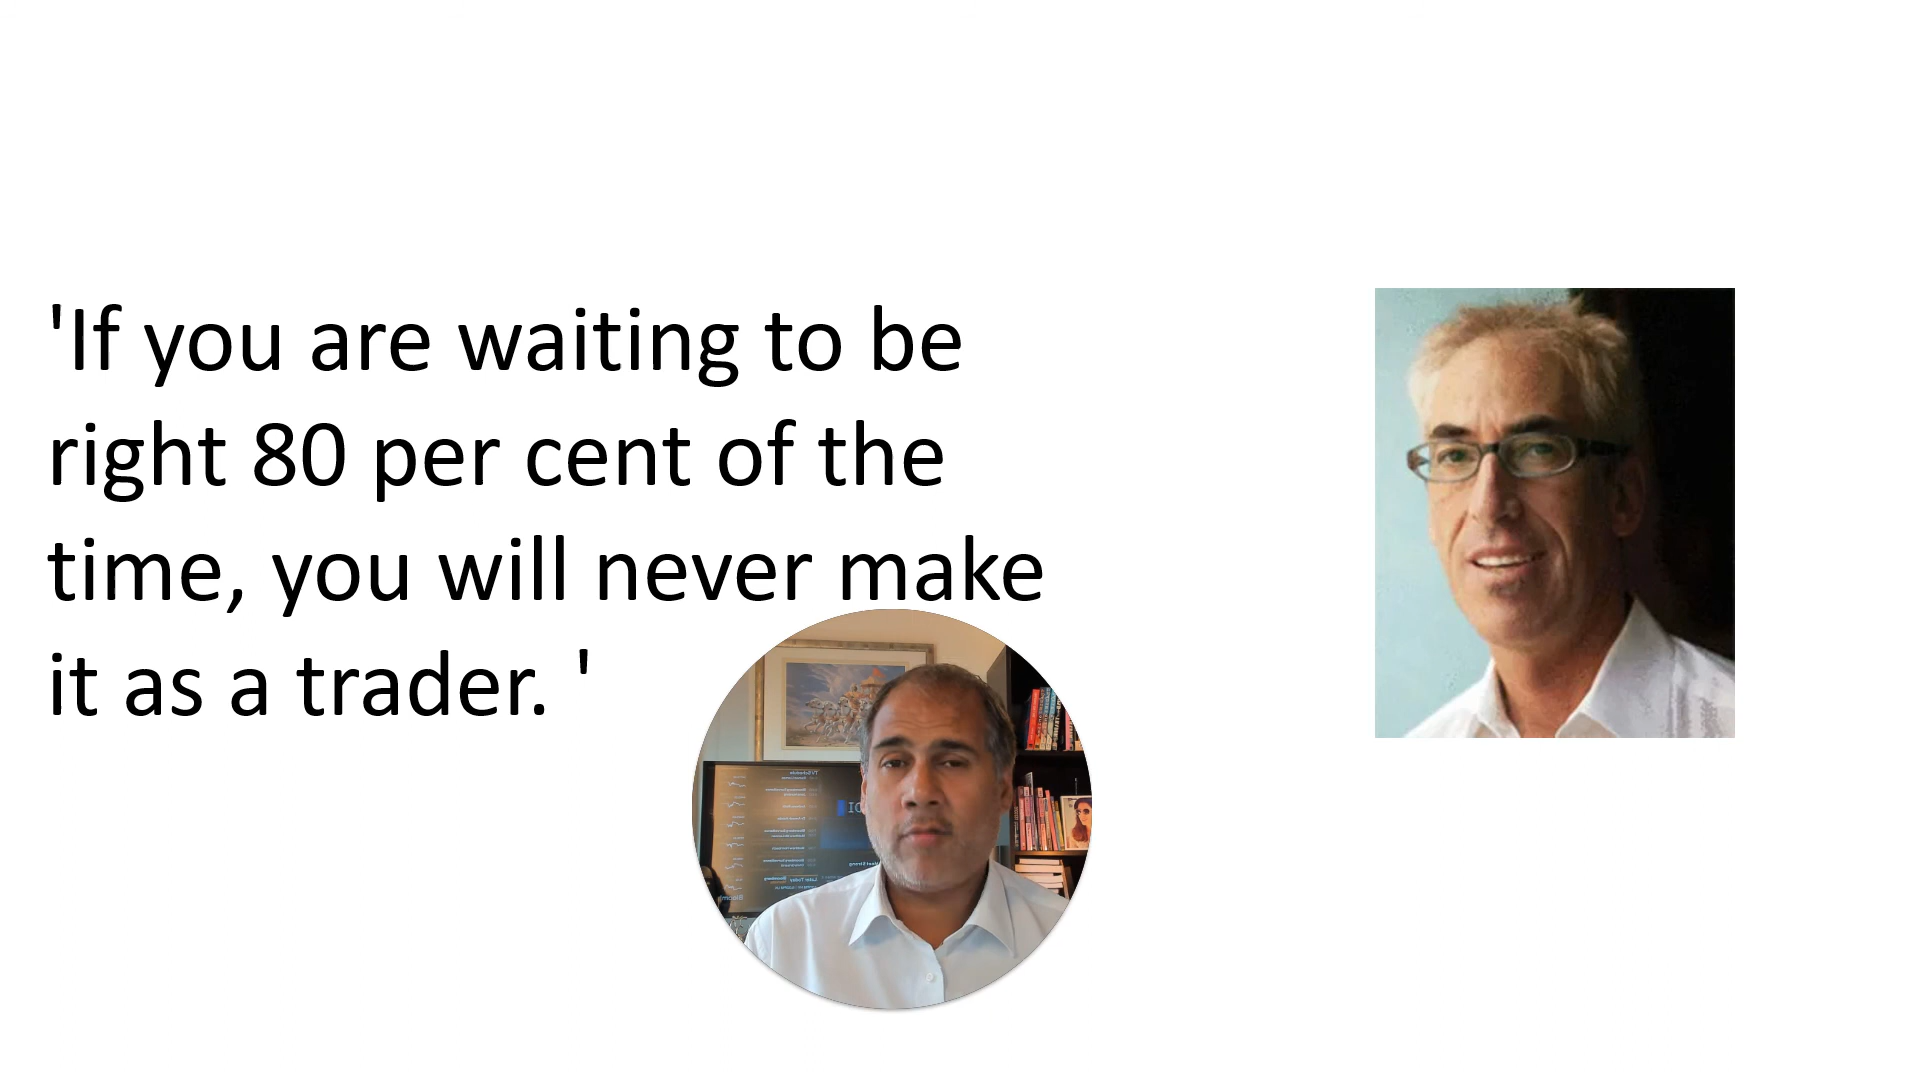 'If you are waiting to be
right 80 per cent of the
time, you will never make
it as a trader. '